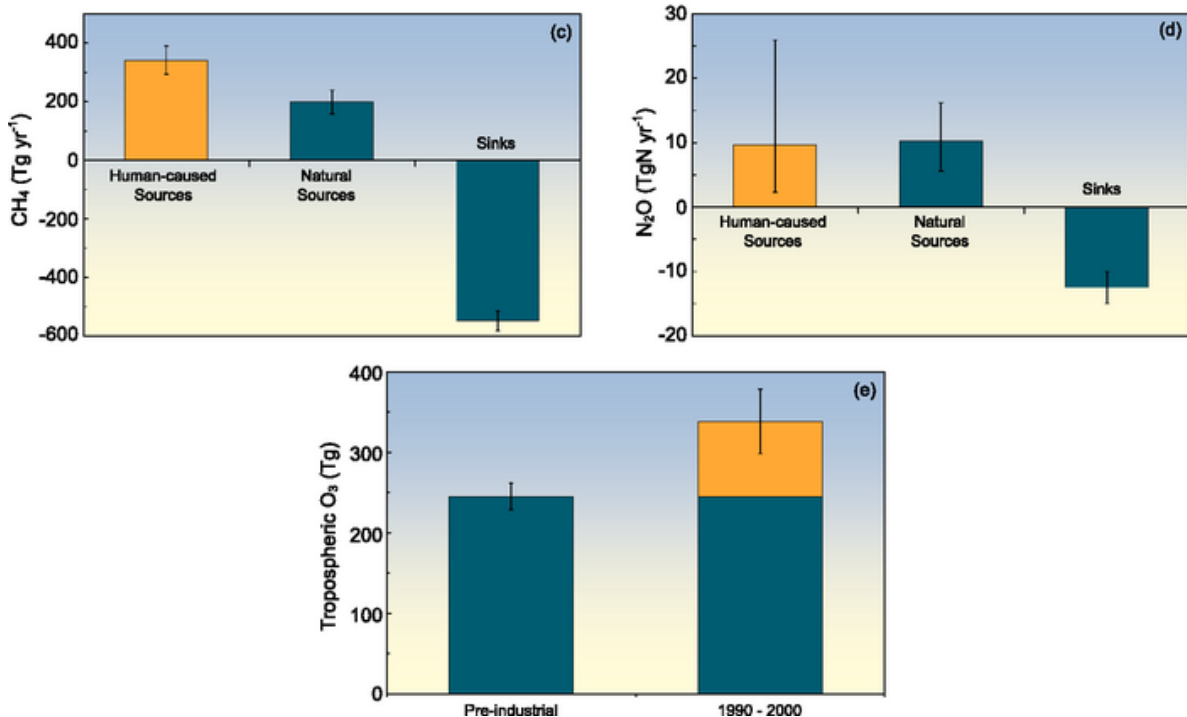 (c)
CH₄ (Tg yr⁻¹)
400
200
0
-200
-400
-600
Human-caused
Sources
Natural
Sources
Sinks
(d)
N₂O (TgN yr⁻¹)
30
20
10
0
-10
-20
Human-caused
Sources
Natural
Sources
Sinks
(e)
Tropospheric O₃ (Tg)
400
300
200
100
0
Pre-industrial
1990 - 2000